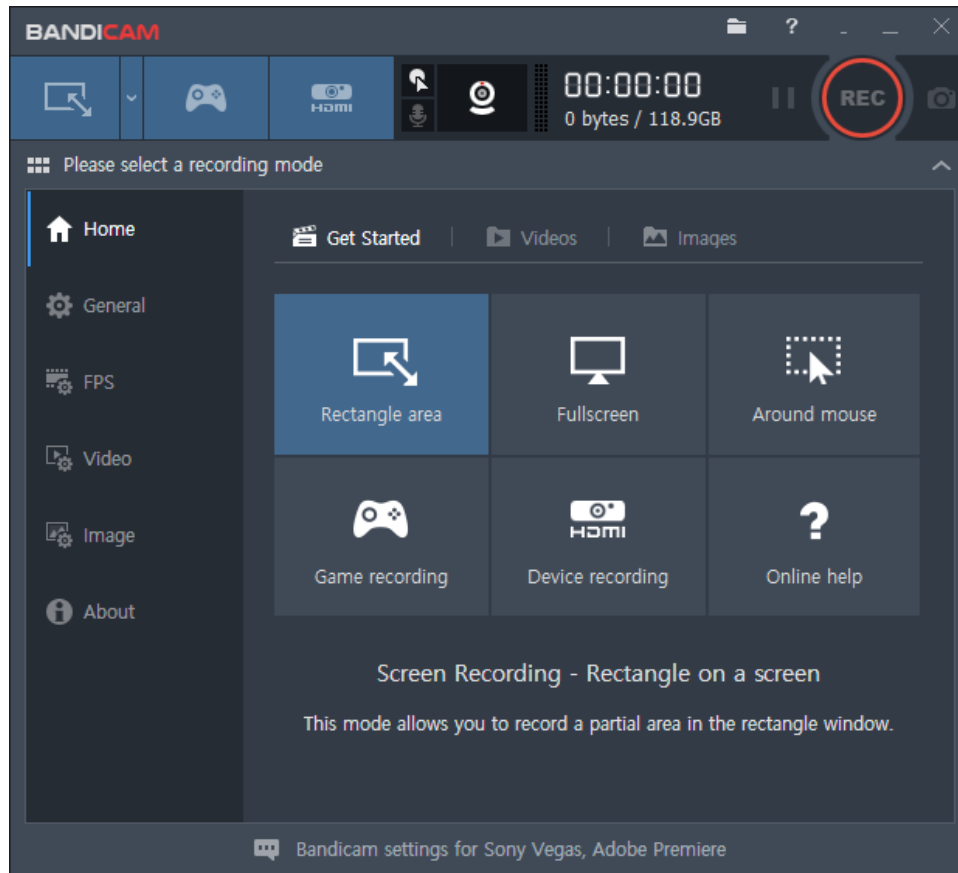 BANDICAM
?
HDMI
00:00:00
0 bytes / 118.9GB
REC
Please select a recording mode
Home
General
FPS
Video
Image
About
Get Started
Videos
Images
Rectangle area
Fullscreen
Around mouse
HDMI
?
Game recording
Device recording
Online help
Screen Recording - Rectangle on a screen
This mode allows you to record a partial area in the rectangle window.
Bandicam settings for Sony Vegas, Adobe Premiere